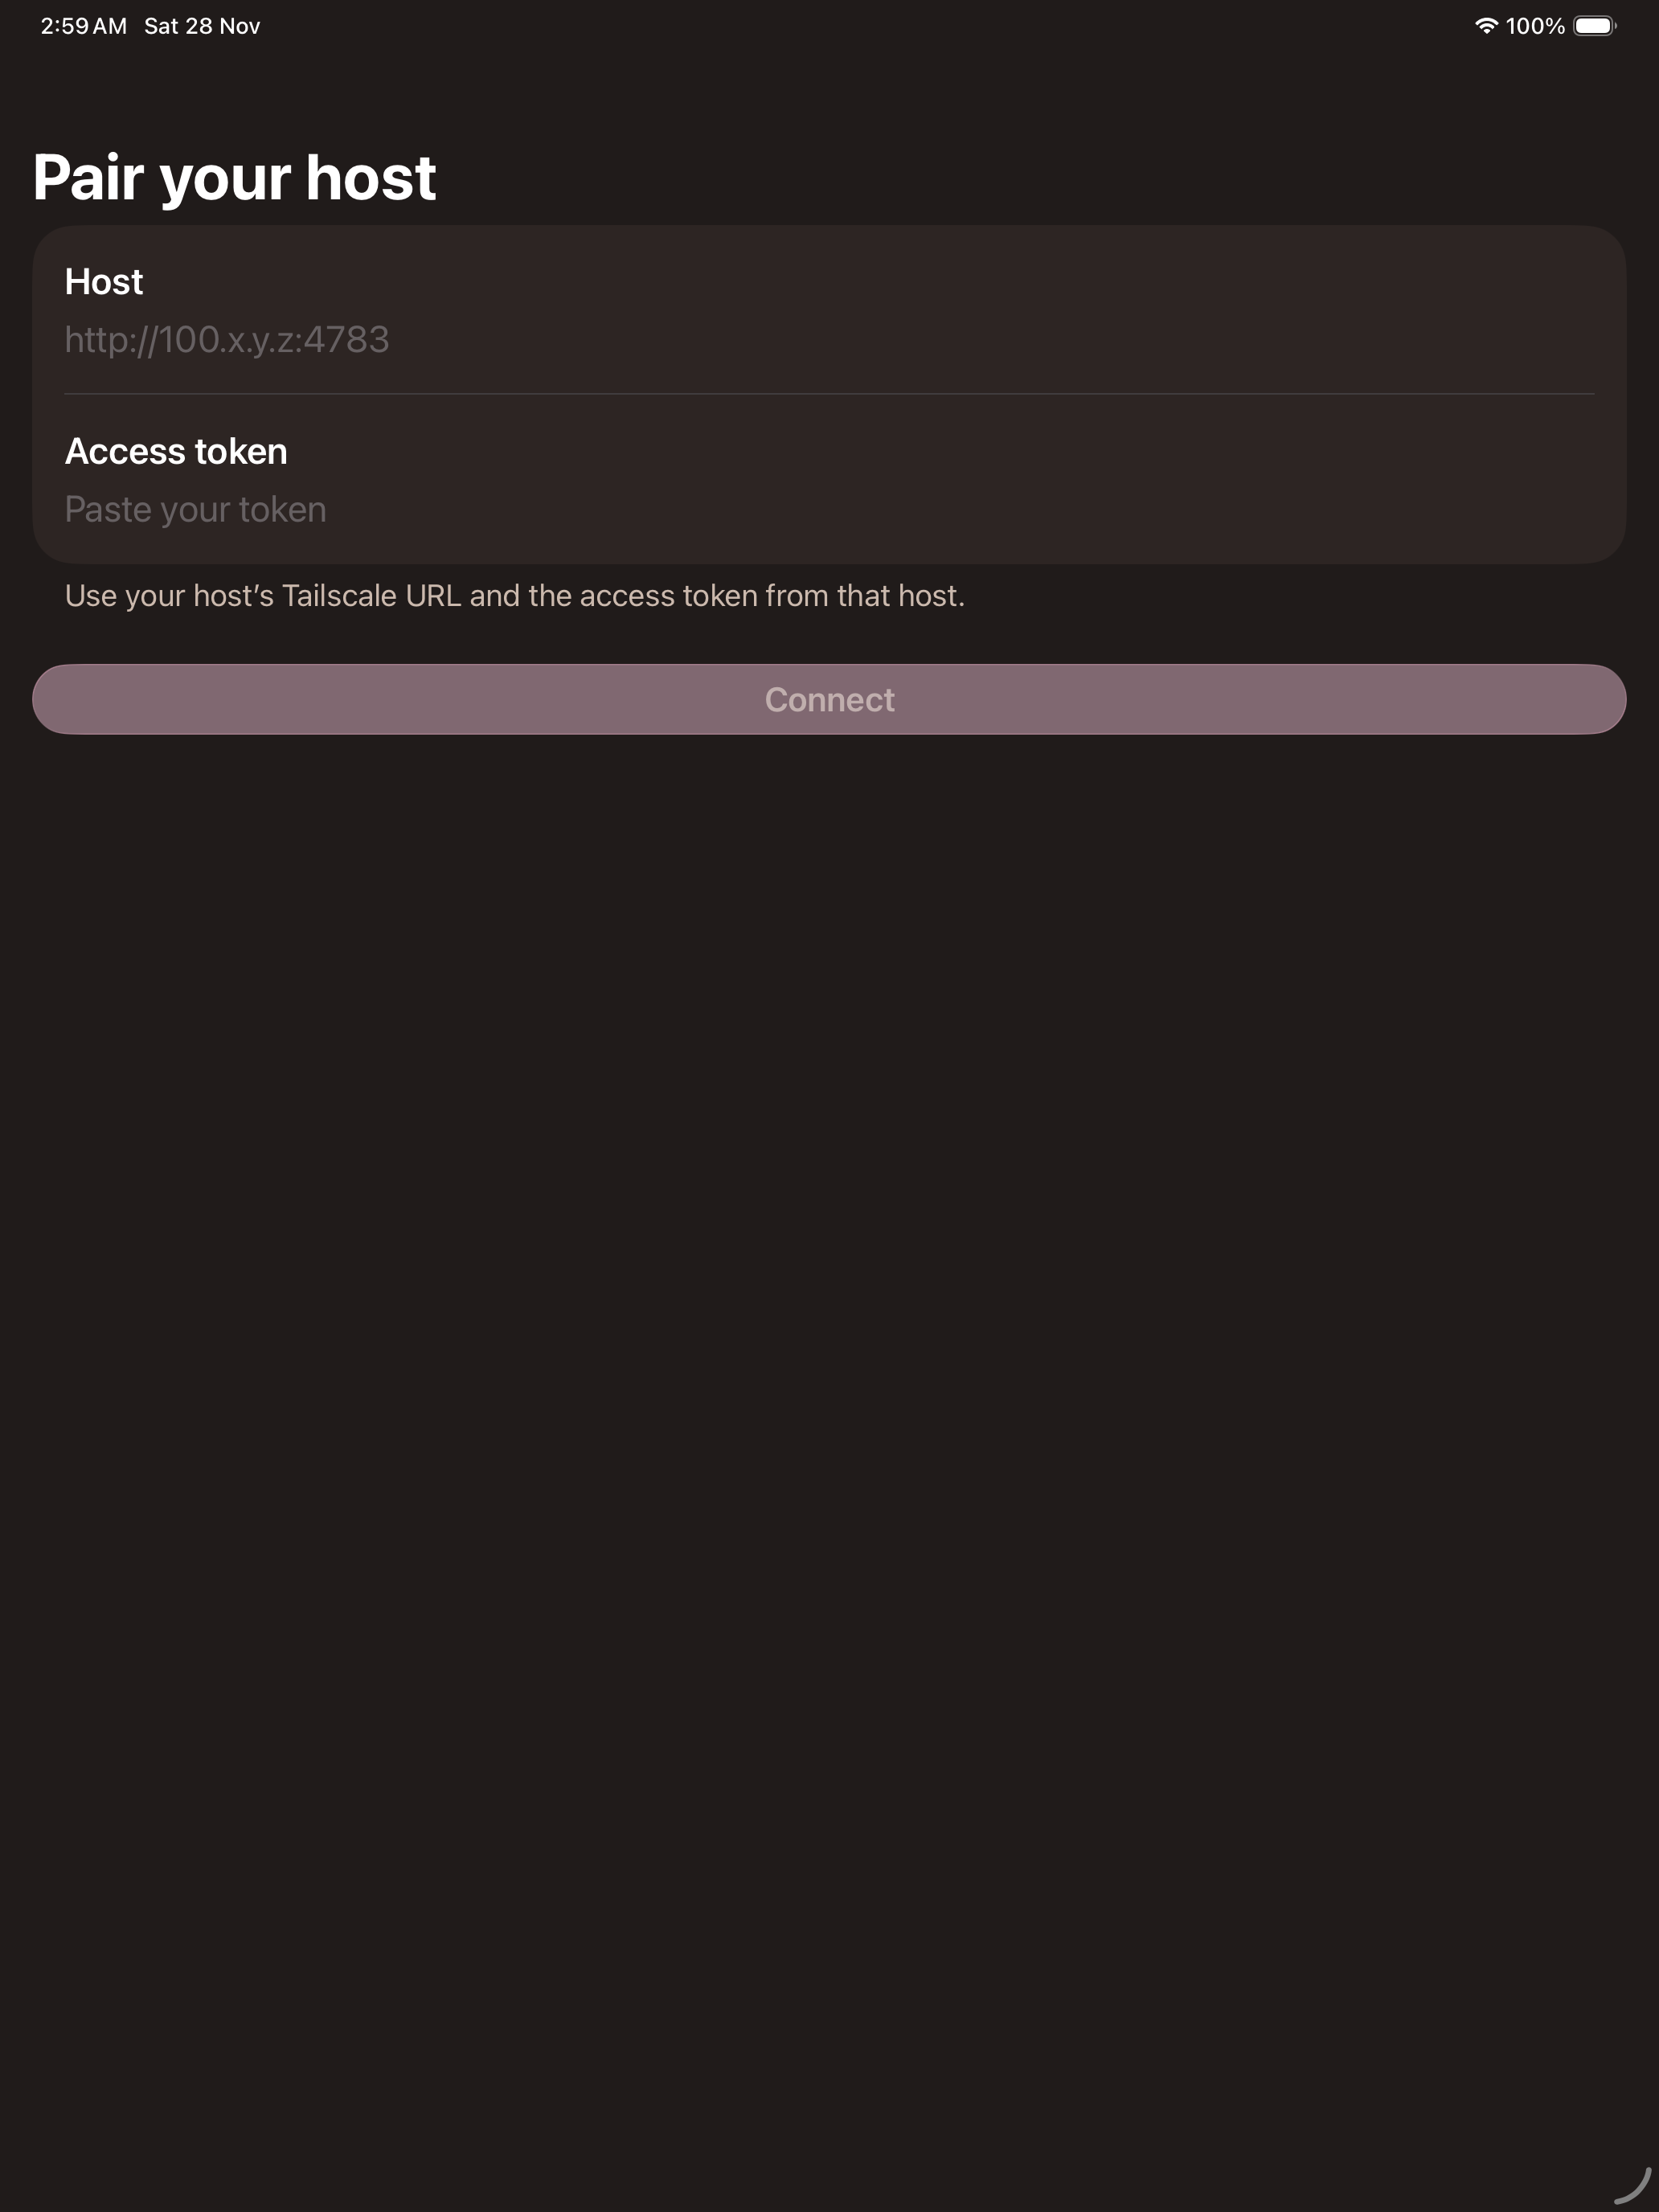 2:59 AM Sat 28 Nov 100%
Pair your host
Host
http://100.x.y.z:4783
Access token
Paste your token
Use your host’s Tailscale URL and the access token from that host.
Connect